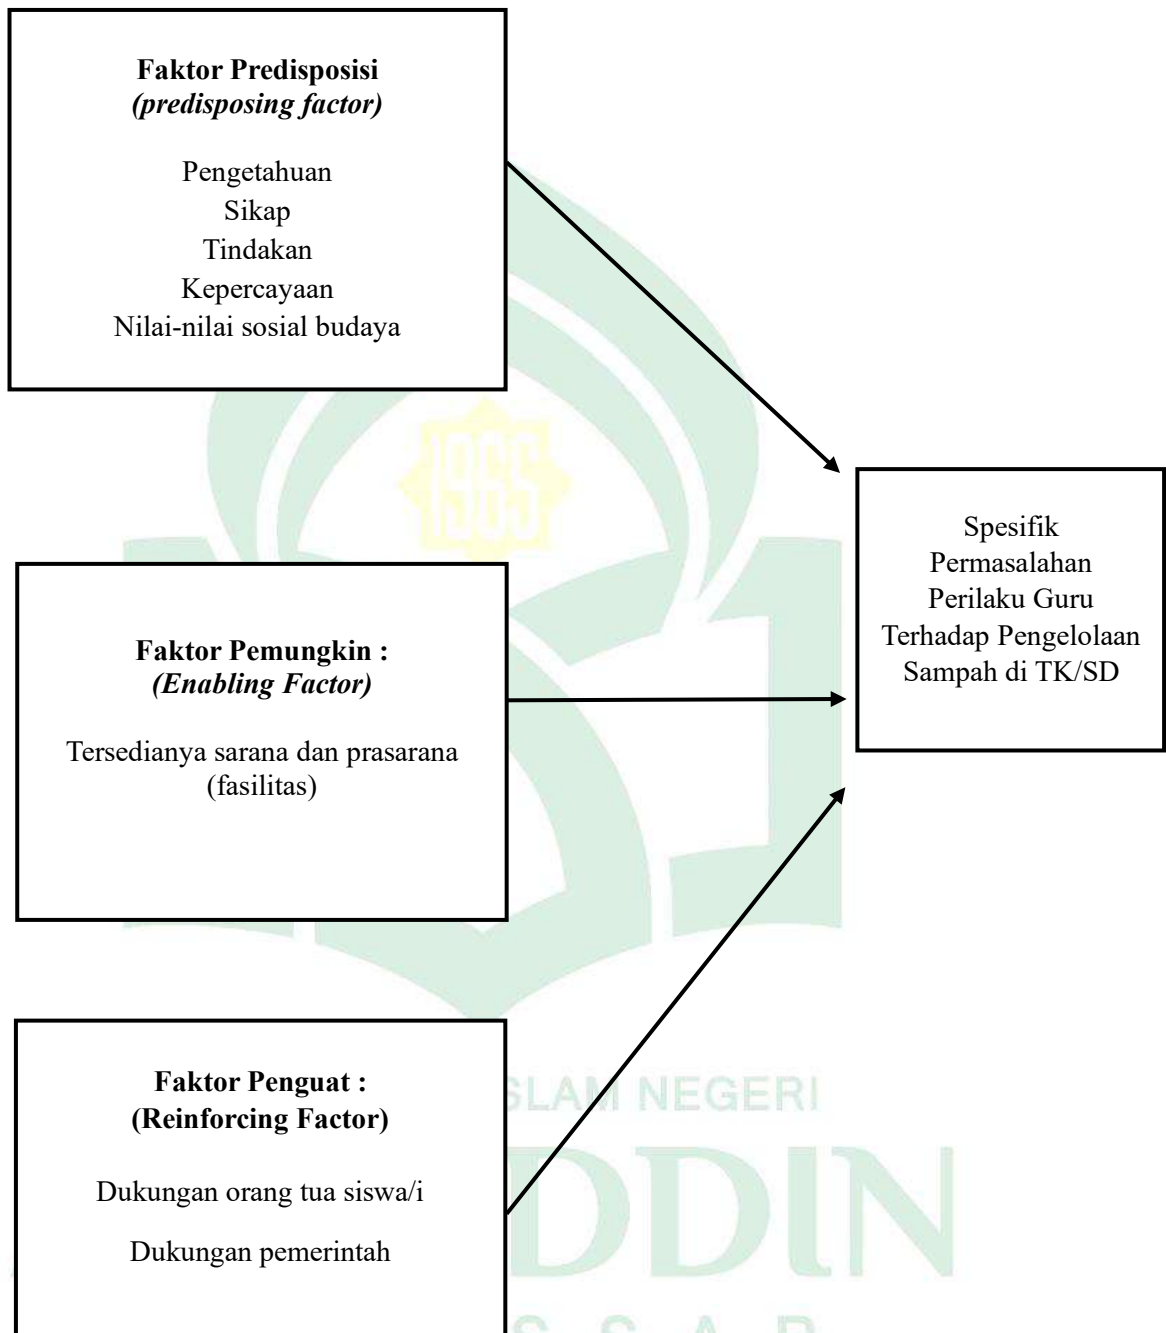 Faktor Predisposisi
(predisposing factor)
Pengetahuan
Sikap
Tindakan
Kepercayaan
Nilai-nilai sosial budaya
1965
Spesifik
Permasalahan
Perilaku Guru
Terhadap Pengelolaan
Sampah di TK/SD
Faktor Pemungkin :
(Enabling Factor)
Tersedianya sarana dan prasarana
(fasilitas)
Faktor Penguat :
(Reinforcing Factor)
Dukungan orang tua siswa/i
Dukungan pemerintah
NEGERI